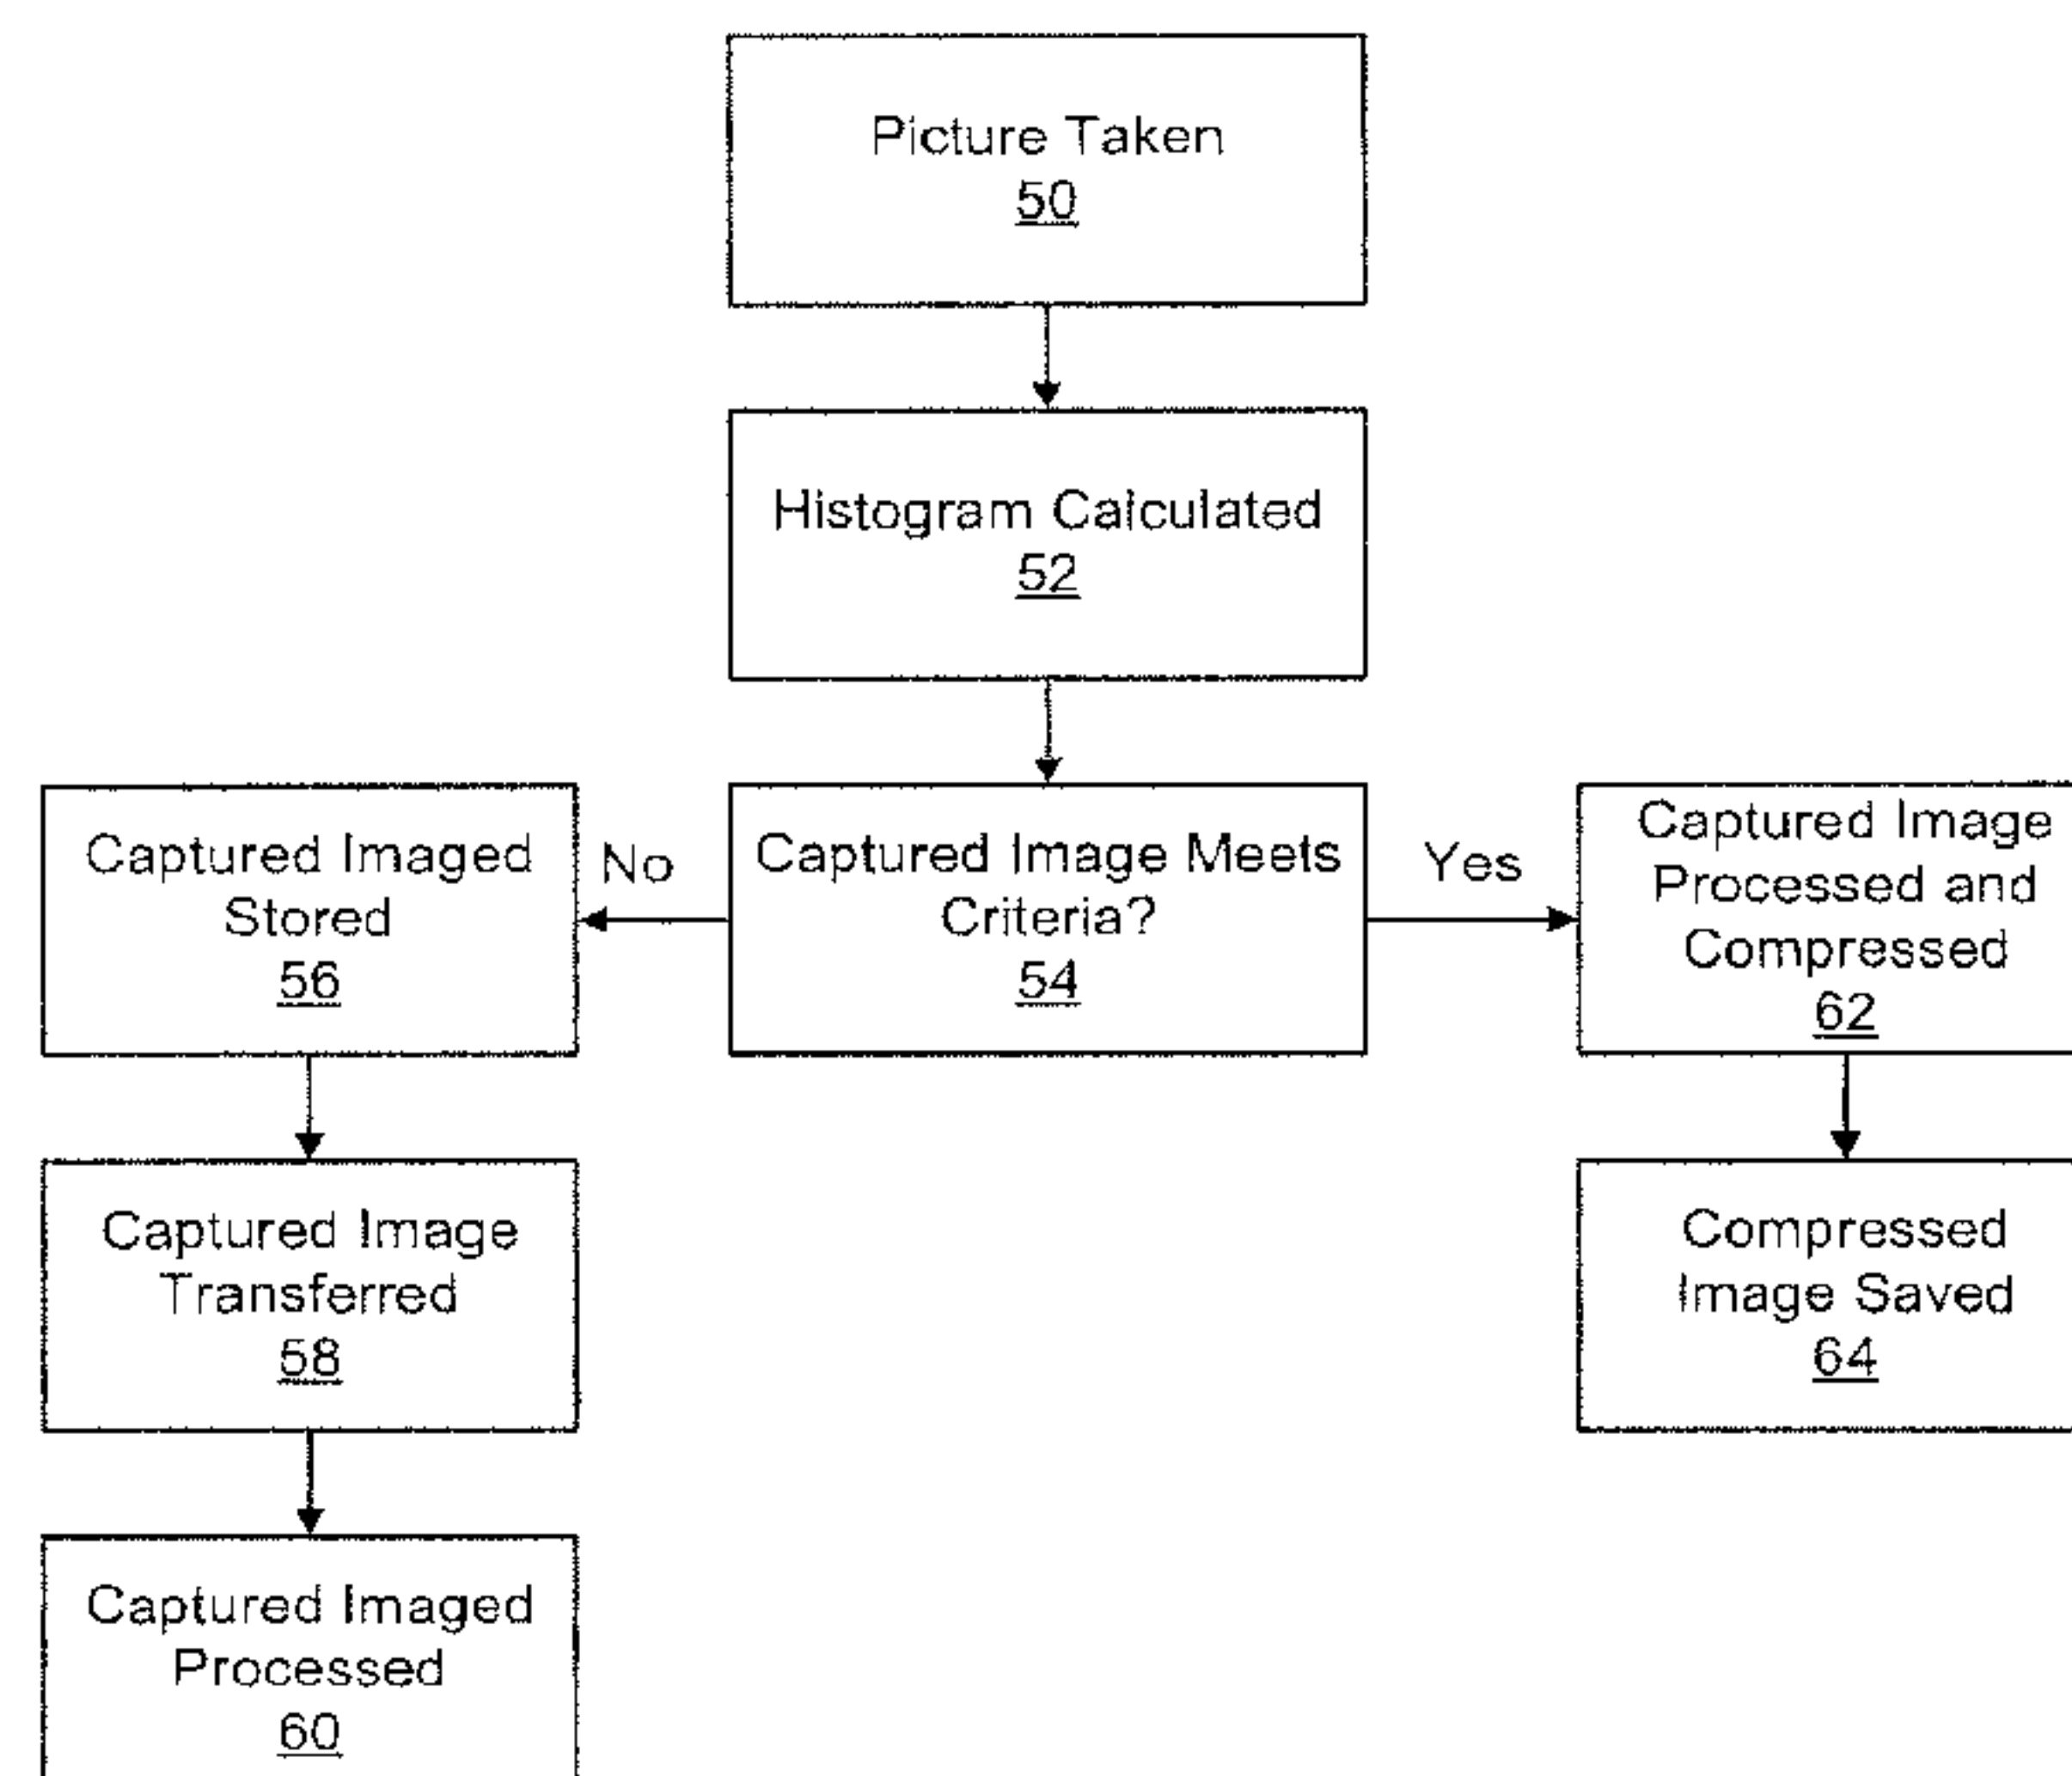 Picture Taken
50
Histogram Calculated
52
Captured Imaged
Stored
56
No
Captured Image Meets
Criteria?
54
Yes
Captured Image
Processed and
Compressed
62
Captured Image
Transferred
58
Compressed
Image Saved
64
Captured Imaged
Processed
60